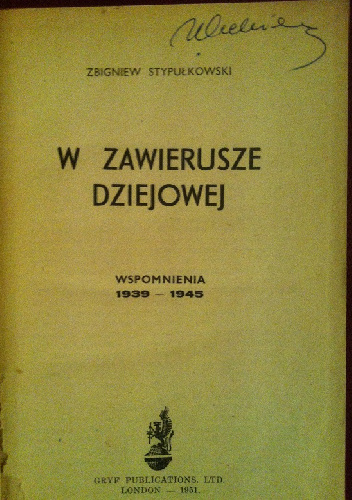 ZBIGNIEW STYPUŁKOWSKI
W ZAWIERUSZE
DZIEJOWEJ
WSPOMNIENIA
1939 — 1945
GRYF PUBLICATIONS, LTD.
LONDON — 1951.